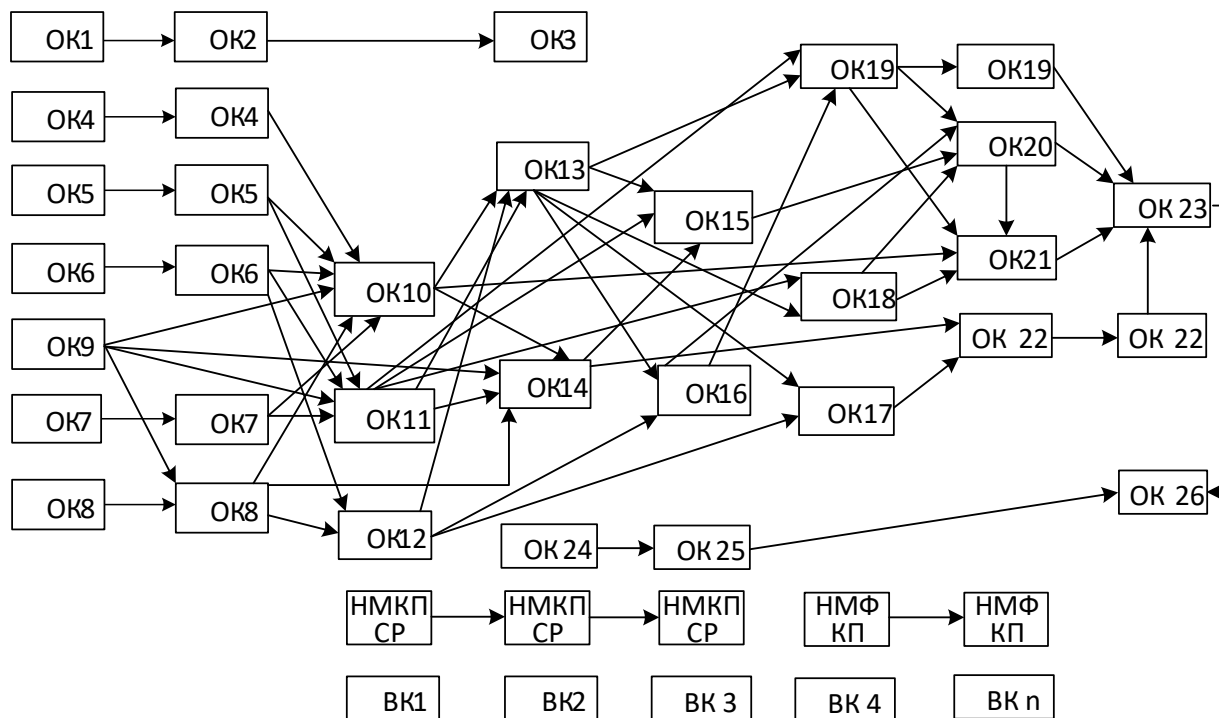 ОК1
ОК2
ОК3
ОК19
ОК19
ОК4
ОК4
ОК20
ОК13
ОК5
ОК5
ОК 23
ОК15
ОК6
ОК6
ОК21
ОК10
ОК18
ОК9
ОК 22
ОК 22
ОК14
ОК16
ОК7
ОК7
ОК11
ОК17
ОК8
ОК8
ОК 26
ОК12
ОК 24
ОК 25
НМКП
СР
НМКП
СР
НМКП
СР
НМФ
КП
НМФ
КП
ВК1
ВК2
ВК 3
ВК 4
ВК n